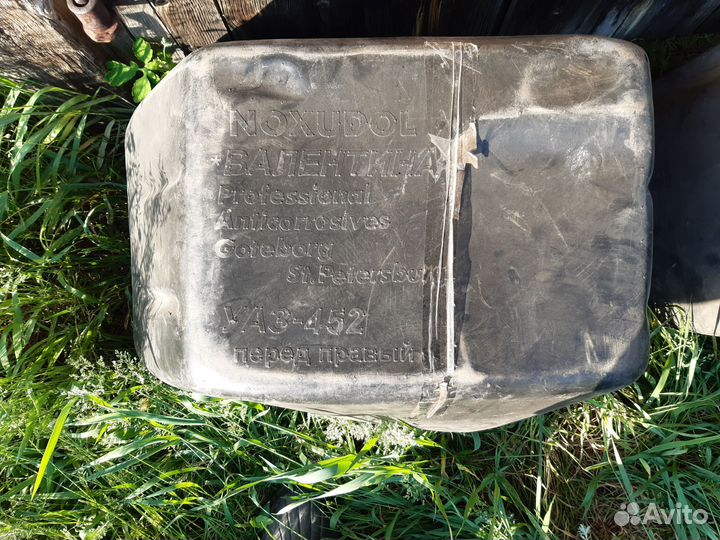 NOXUDOL
ВАЛЕНТИНА
Professional
Anticorrosives
Goteborg
St.Petersburg
УАЗ-452
перед правый
Avito